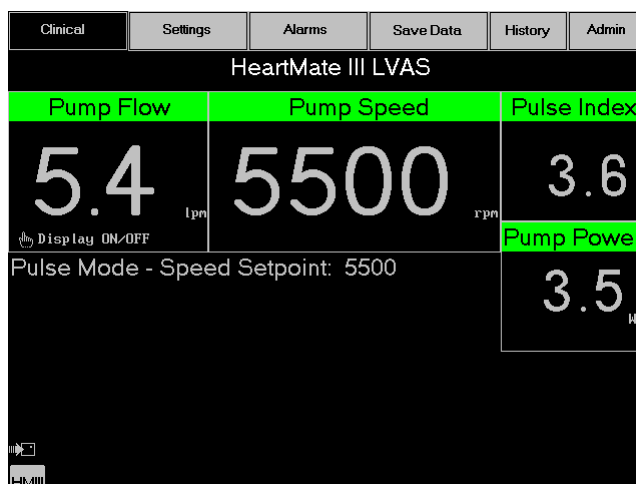 Clinical Settings Alarms Save Data History Admin
HeartMate III LVAS
Pump Flow Pump Speed Pulse Index
5.4 lpm 5500 rpm 3.6
Display ON/OFF
Pump Powe
Pulse Mode - Speed Setpoint: 5500
3.5 W
HMIII